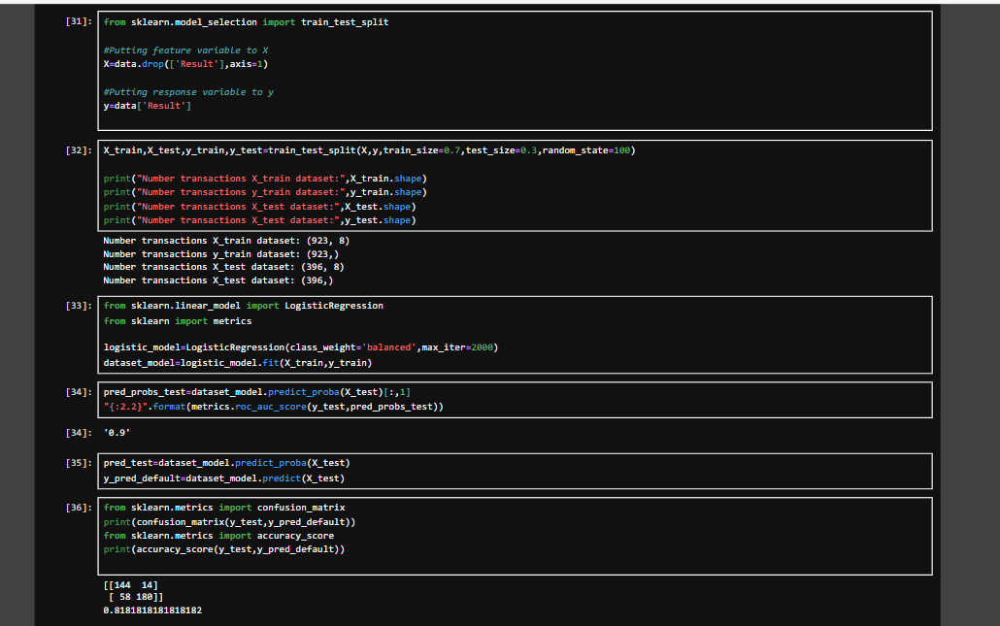 [31]: from sklearn.model_selection import train_test_split
#Putting feature variable to X
X=data.drop(['Result'],axis=1)
#Putting response variable to y
y=data['Result']
[32]: X_train,X_test,y_train,y_test=train_test_split(X,y,train_size=0.7,test_size=0.3,random_state=100)
print("Number transactions X_train dataset:",X_train.shape)
print("Number transactions y_train dataset:",y_train.shape)
print("Number transactions X_test dataset:",X_test.shape)
print("Number transactions X_test dataset:",y_test.shape)
Number transactions X_train dataset: (923, 8)
Number transactions y_train dataset: (923,)
Number transactions X_test dataset: (396, 8)
Number transactions X_test dataset: (396,)
[33]: from sklearn.linear_model import LogisticRegression
from sklearn import metrics
logistic_model=LogisticRegression(class_weight='balanced',max_iter=2000)
dataset_model=logistic_model.fit(X_train,y_train)
[34]: pred_probs_test=dataset_model.predict_proba(X_test)[:,1]
"{:2.2}".format(metrics.roc_auc_score(y_test,pred_probs_test))
[34]: '0.9'
[35]: pred_test=dataset_model.predict_proba(X_test)
y_pred_default=dataset_model.predict(X_test)
[36]: from sklearn.metrics import confusion_matrix
print(confusion_matrix(y_test,y_pred_default))
from sklearn.metrics import accuracy_score
print(accuracy_score(y_test,y_pred_default))
[[144 14]
[ 58 180]]
0.8181818181818182